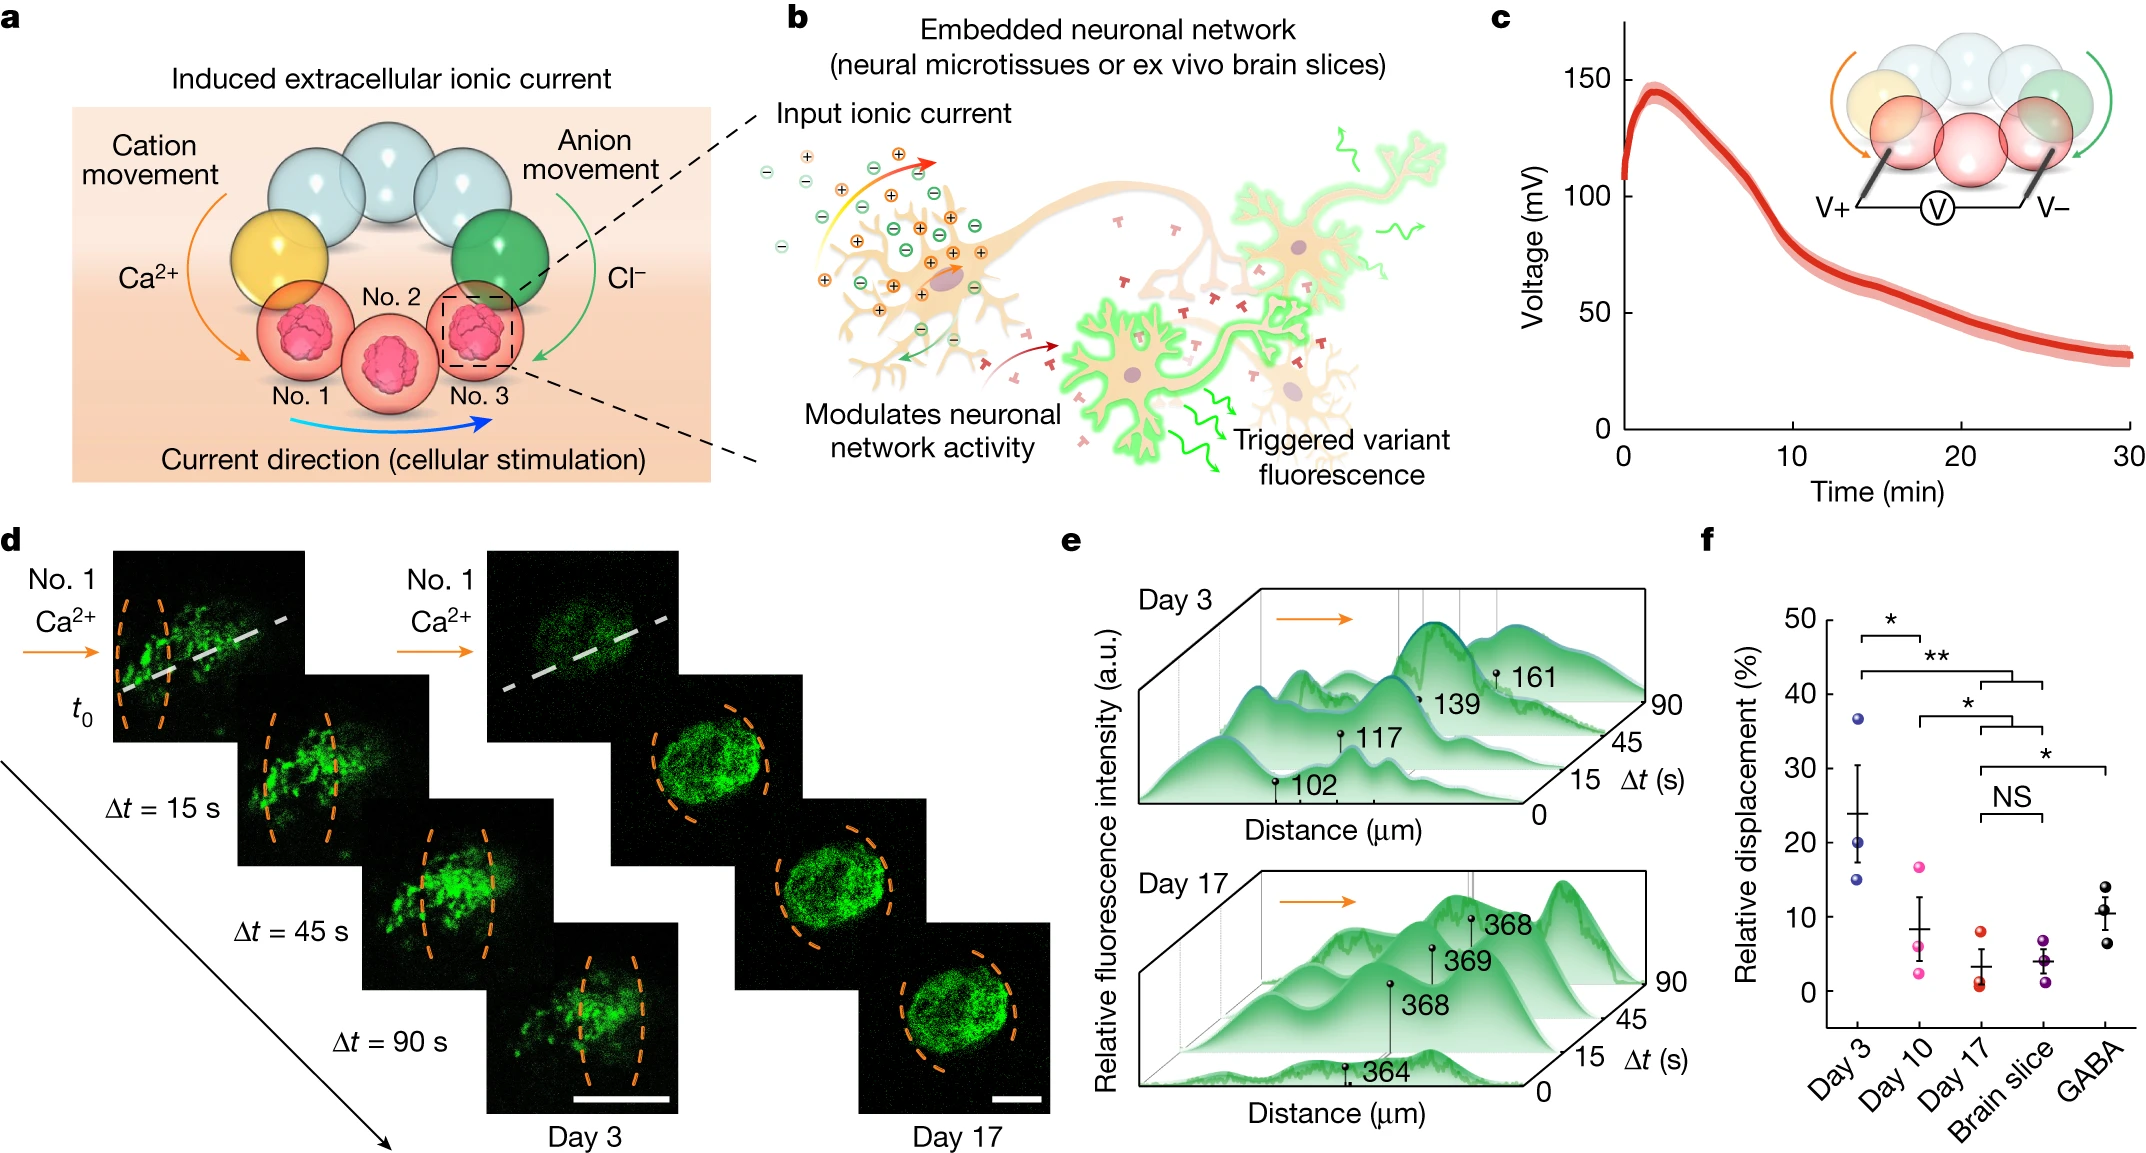 a
Induced extracellular ionic current
Cation
movement
Anion
movement
Ca2+
Cl−
No. 2
No. 1
No. 3
Current direction (cellular stimulation)
b
Embedded neuronal network
(neural microtissues or ex vivo brain slices)
Input ionic current
Modulates neuronal
network activity
Triggered variant
fluorescence
c
Voltage (mV)
150
100
50
0
0 10 20 30
Time (min)
V+ V V−
d
No. 1
Ca2+
t0
No. 1
Ca2+
Δt = 15 s
Δt = 45 s
Δt = 90 s
Day 3
Day 17
e
Relative fluorescence intensity (a.u.)
Day 3
161
139
117
102
90
45
15
0
Δt (s)
Distance (μm)
Day 17
368
369
368
364
90
45
15
0
Δt (s)
Distance (μm)
f
Relative displacement (%)
50
40
30
20
10
0
*
**
*
*
NS
Day 3
Day 10
Day 17
Brain slice
GABA